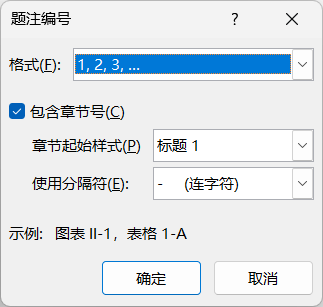 题注编号
格式(F): 1, 2, 3, ...
包含章节号(C)
章节起始样式(P) 标题 1
使用分隔符(E): - (连字符)
示例: 图表 II-1，表格 1-A
确定 取消